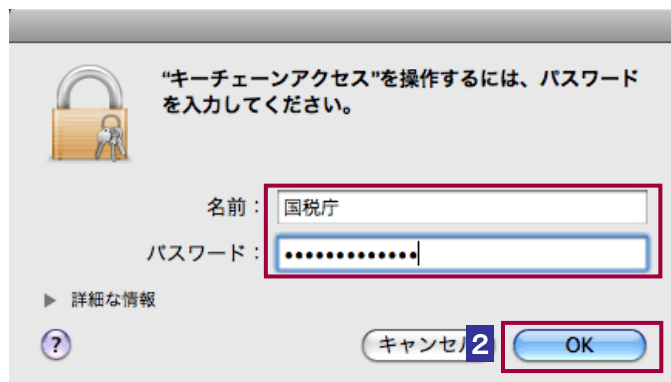 “キーチェーンアクセス”を操作するには、パスワード
を入力してください。
名前：国税庁
パスワード：•••••••••••••
▶ 詳細な情報
? キャンセル 2 OK